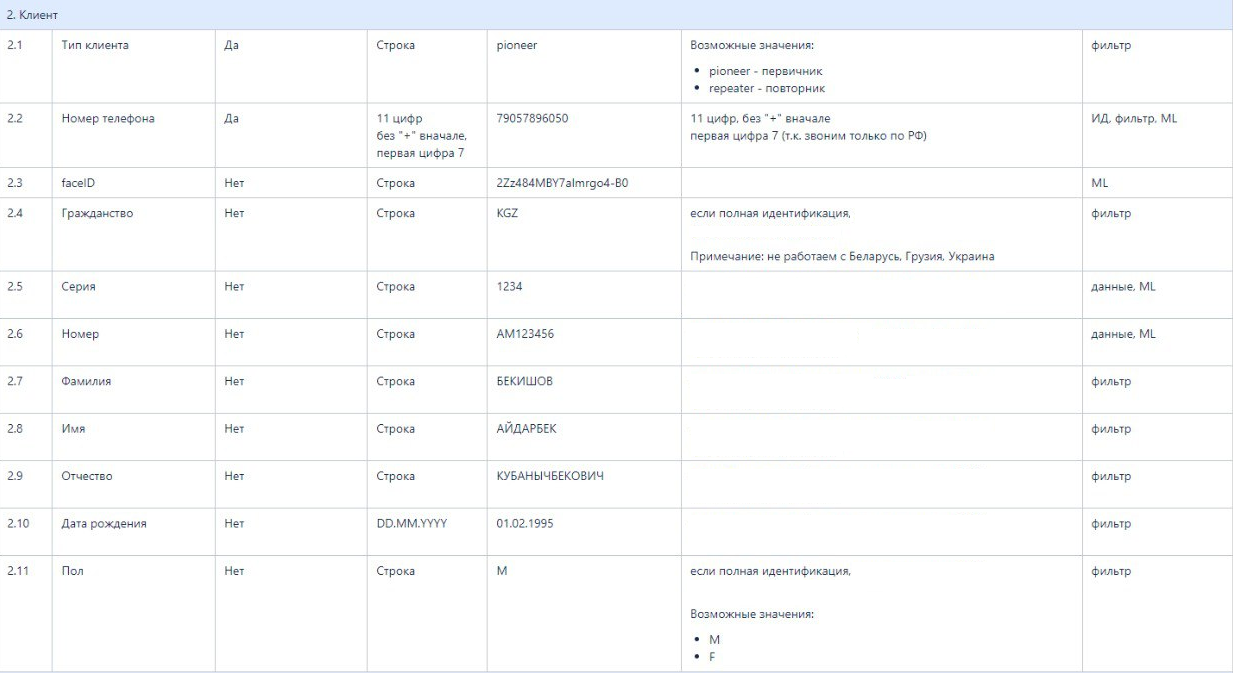 2. Клиент
2.1 Тип клиента Да Строка pioneer Возможные значения: фильтр
• pioneer - первичник
• repeater - повторник
2.2 Номер телефона Да 11 цифр 79057896050 11 цифр, без "+" вначале ИД, фильтр, ML
без "+" вначале, первая цифра 7 (т.к. звоним только по РФ)
первая цифра 7
2.3 faceID Нет Строка 2Zz484MBY7aImrgo4-B0 ML
2.4 Гражданство Нет Строка KGZ если полная идентификация, фильтр
Примечание: не работаем с Беларусь, Грузия, Украина
2.5 Серия Нет Строка 1234 данные, ML
2.6 Номер Нет Строка AM123456 данные, ML
2.7 Фамилия Нет Строка БЕКИШОВ фильтр
2.8 Имя Нет Строка АЙДАРБЕК фильтр
2.9 Отчество Нет Строка КУБАНЫЧБЕКОВИЧ фильтр
2.10 Дата рождения Нет DD.MM.YYYY 01.02.1995 фильтр
2.11 Пол Нет Строка M если полная идентификация, фильтр
Возможные значения:
• M
• F